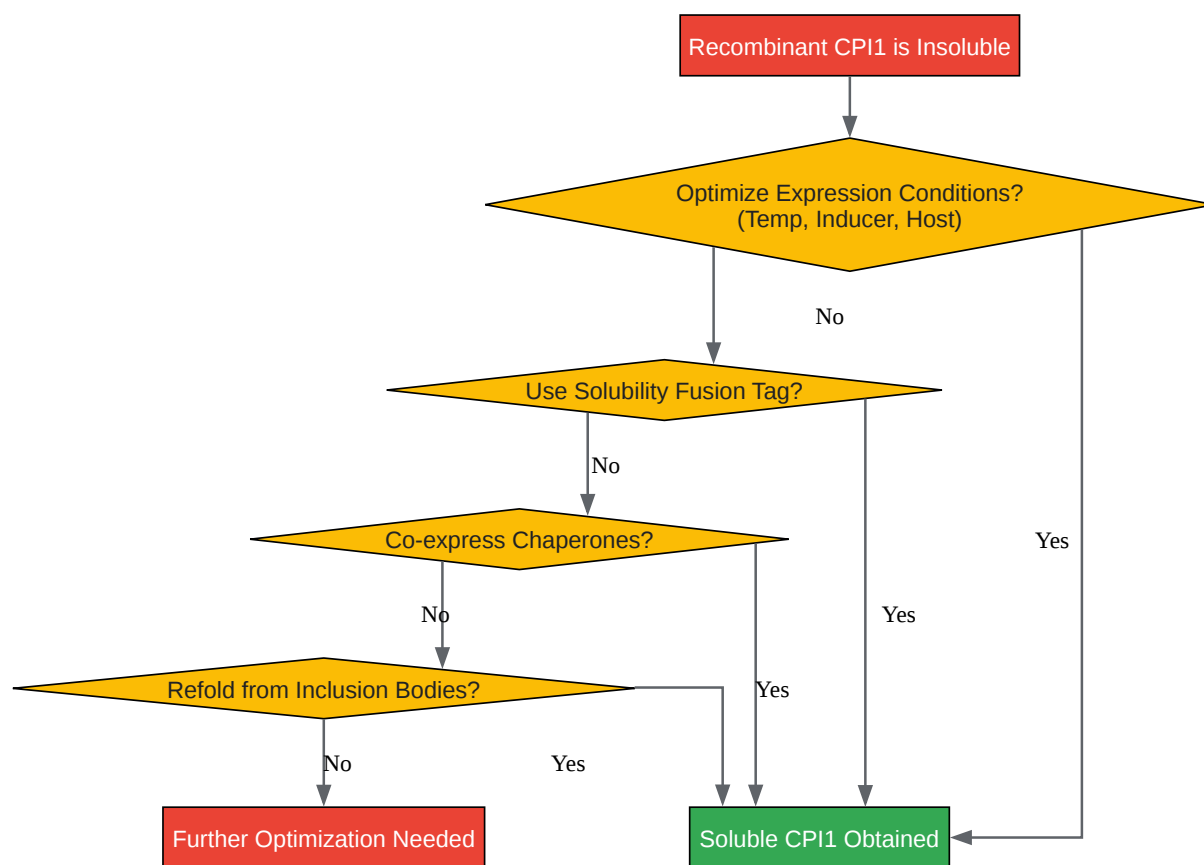 Recombinant CPI1 is Insoluble
Optimize Expression Conditions?
(Temp, Inducer, Host)
No
Use Solubility Fusion Tag?
No
Yes
Co-express Chaperones?
No
Yes
Refold from Inclusion Bodies?
Yes
No
Yes
Further Optimization Needed
Soluble CPI1 Obtained